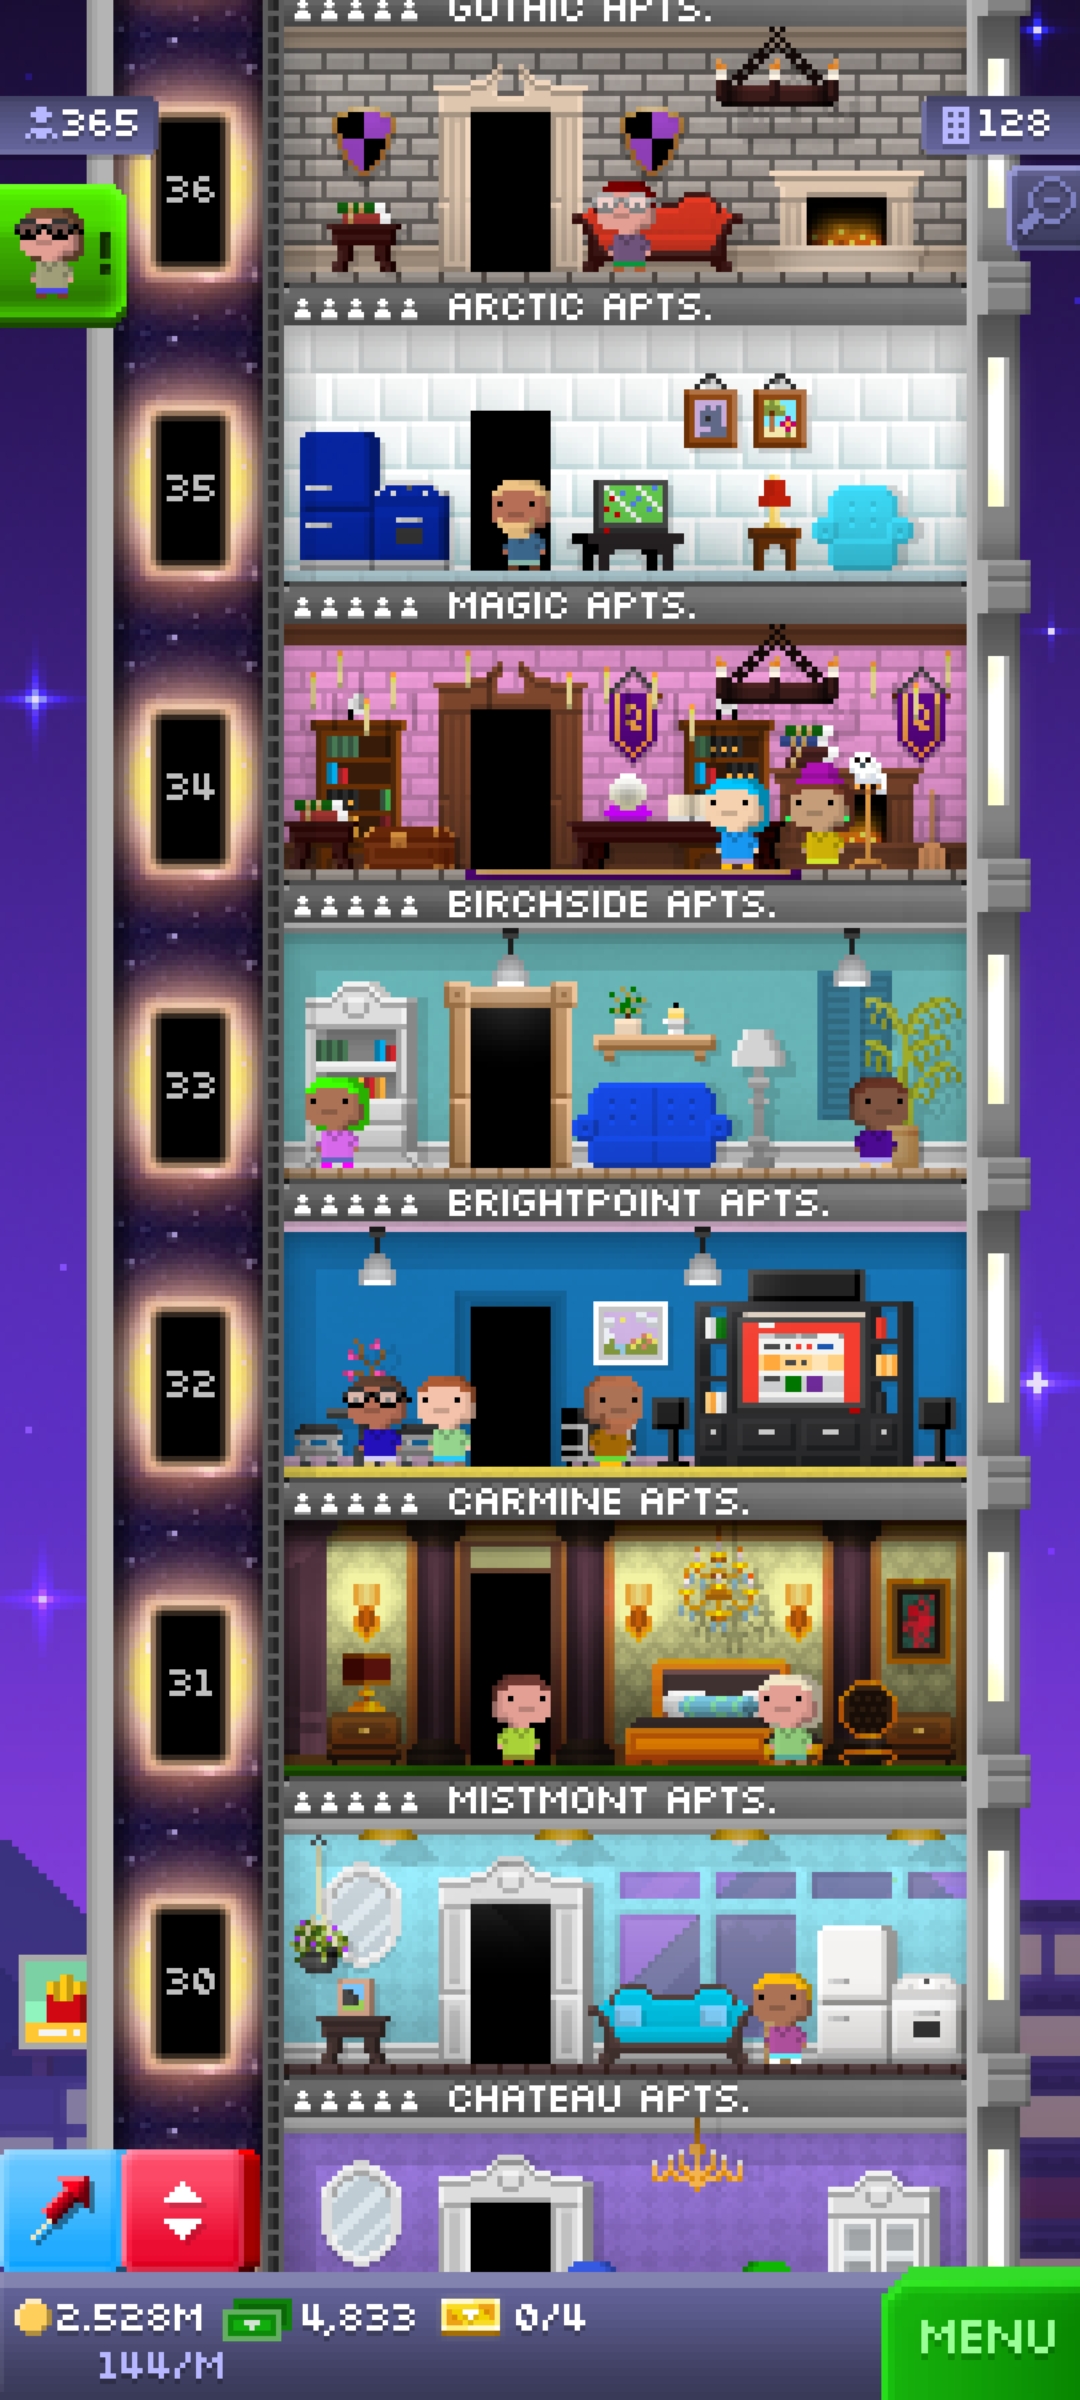 GOTHIC APTS.
365
128
36
!
ARCTIC APTS.
35
MAGIC APTS.
34
BIRCHSIDE APTS.
33
BRIGHTPOINT APTS.
32
CARMINE APTS.
31
MISTMONT APTS.
30
CHATEAU APTS.
2.528M 4,833 0/4
144/M
MENU